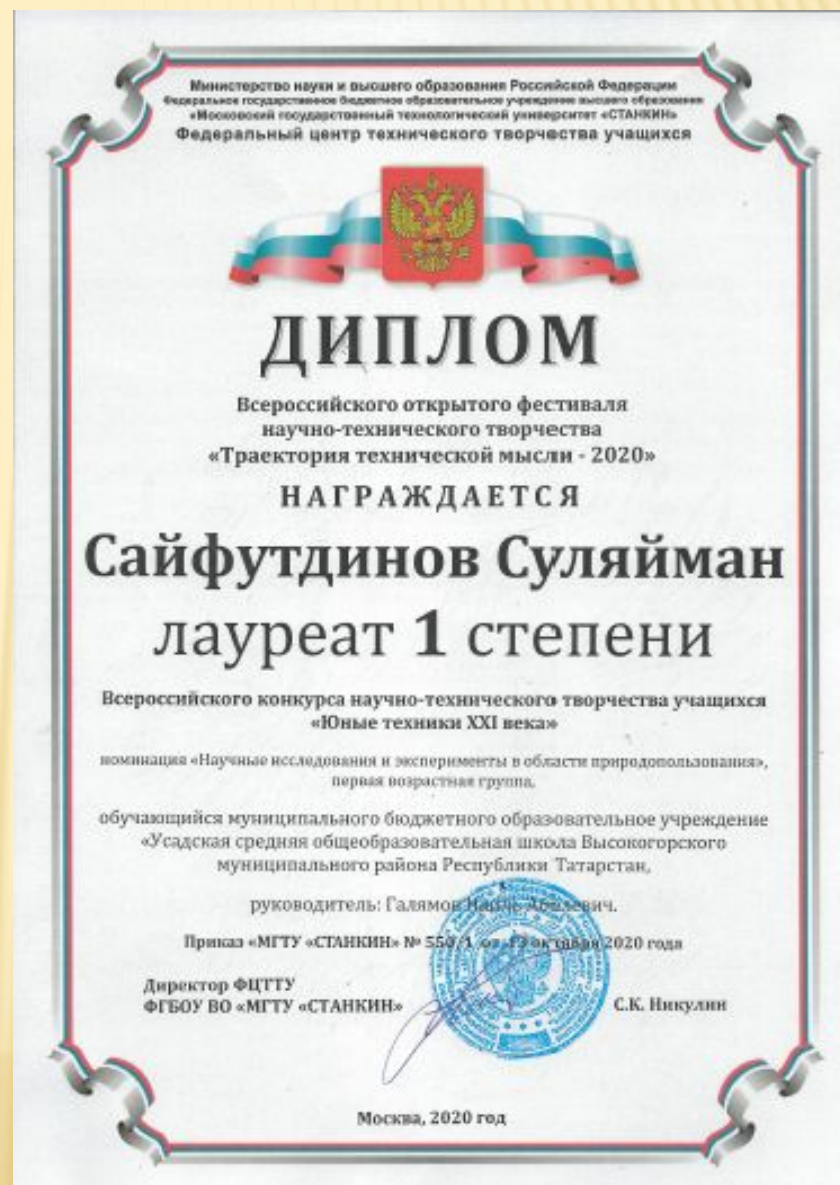 Министерство науки и высшего образования Российской Федерации
Федеральное государственное бюджетное образовательное учреждение высшего образования
«Московский государственный технологический университет «СТАНКИН»
Федеральный центр технического творчества учащихся
ДИПЛОМ
Всероссийского открытого фестиваля
научно-технического творчества
«Траектория технической мысли - 2020»
НАГРАЖДАЕТСЯ
Сайфутдинов Суляйман
лауреат 1 степени
Всероссийского конкурса научно-технического творчества учащихся
«Юные техники XXI века»
номинация «Научные исследования и эксперименты в области природопользования»,
первая возрастная группа,
обучающийся муниципального бюджетного образовательное учреждение
«Усадская средняя общеобразовательная школа Высокогорского
муниципального района Республики Татарстан,
руководитель: Галямов
Приказ «МГТУ «СТАНКИН» № 550/1 от 13 октября 2020 года
Директор ФЦТТУ
ФГБОУ ВО «МГТУ «СТАНКИН»
С.К. Никулин
Москва, 2020 год